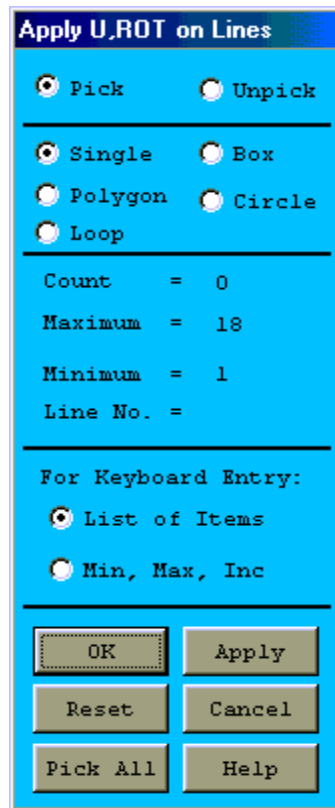 Apply U,ROT on Lines
Pick Unpick
Single Box
Polygon Circle
Loop
Count = 0
Maximum = 18
Minimum = 1
Line No. =
For Keyboard Entry:
List of Items
Min, Max, Inc
OK Apply
Reset Cancel
Pick All Help